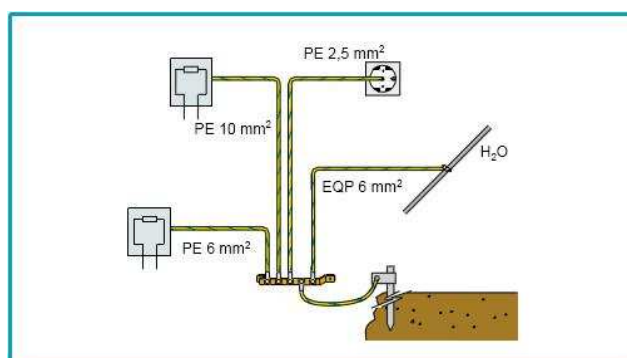 PE 2,5 mm²
PE 10 mm²
H₂O
EQP 6 mm²
PE 6 mm²